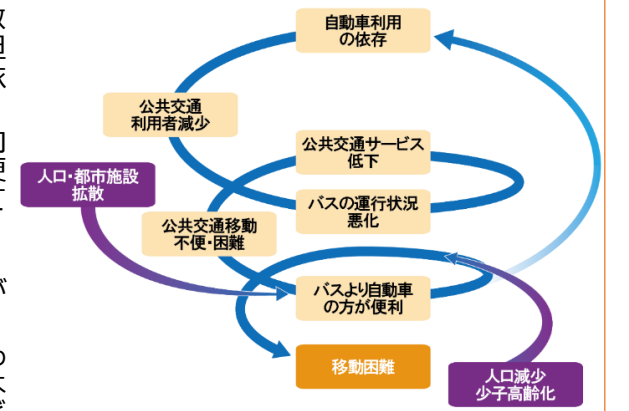 自動車利用
の依存
公共交通
利用者減少
公共交通サービス
低下
人口・都市施設
拡散
バスの運行状況
悪化
公共交通移動
不便・困難
バスより自動車
の方が便利
移動困難
人口減少
少子高齢化